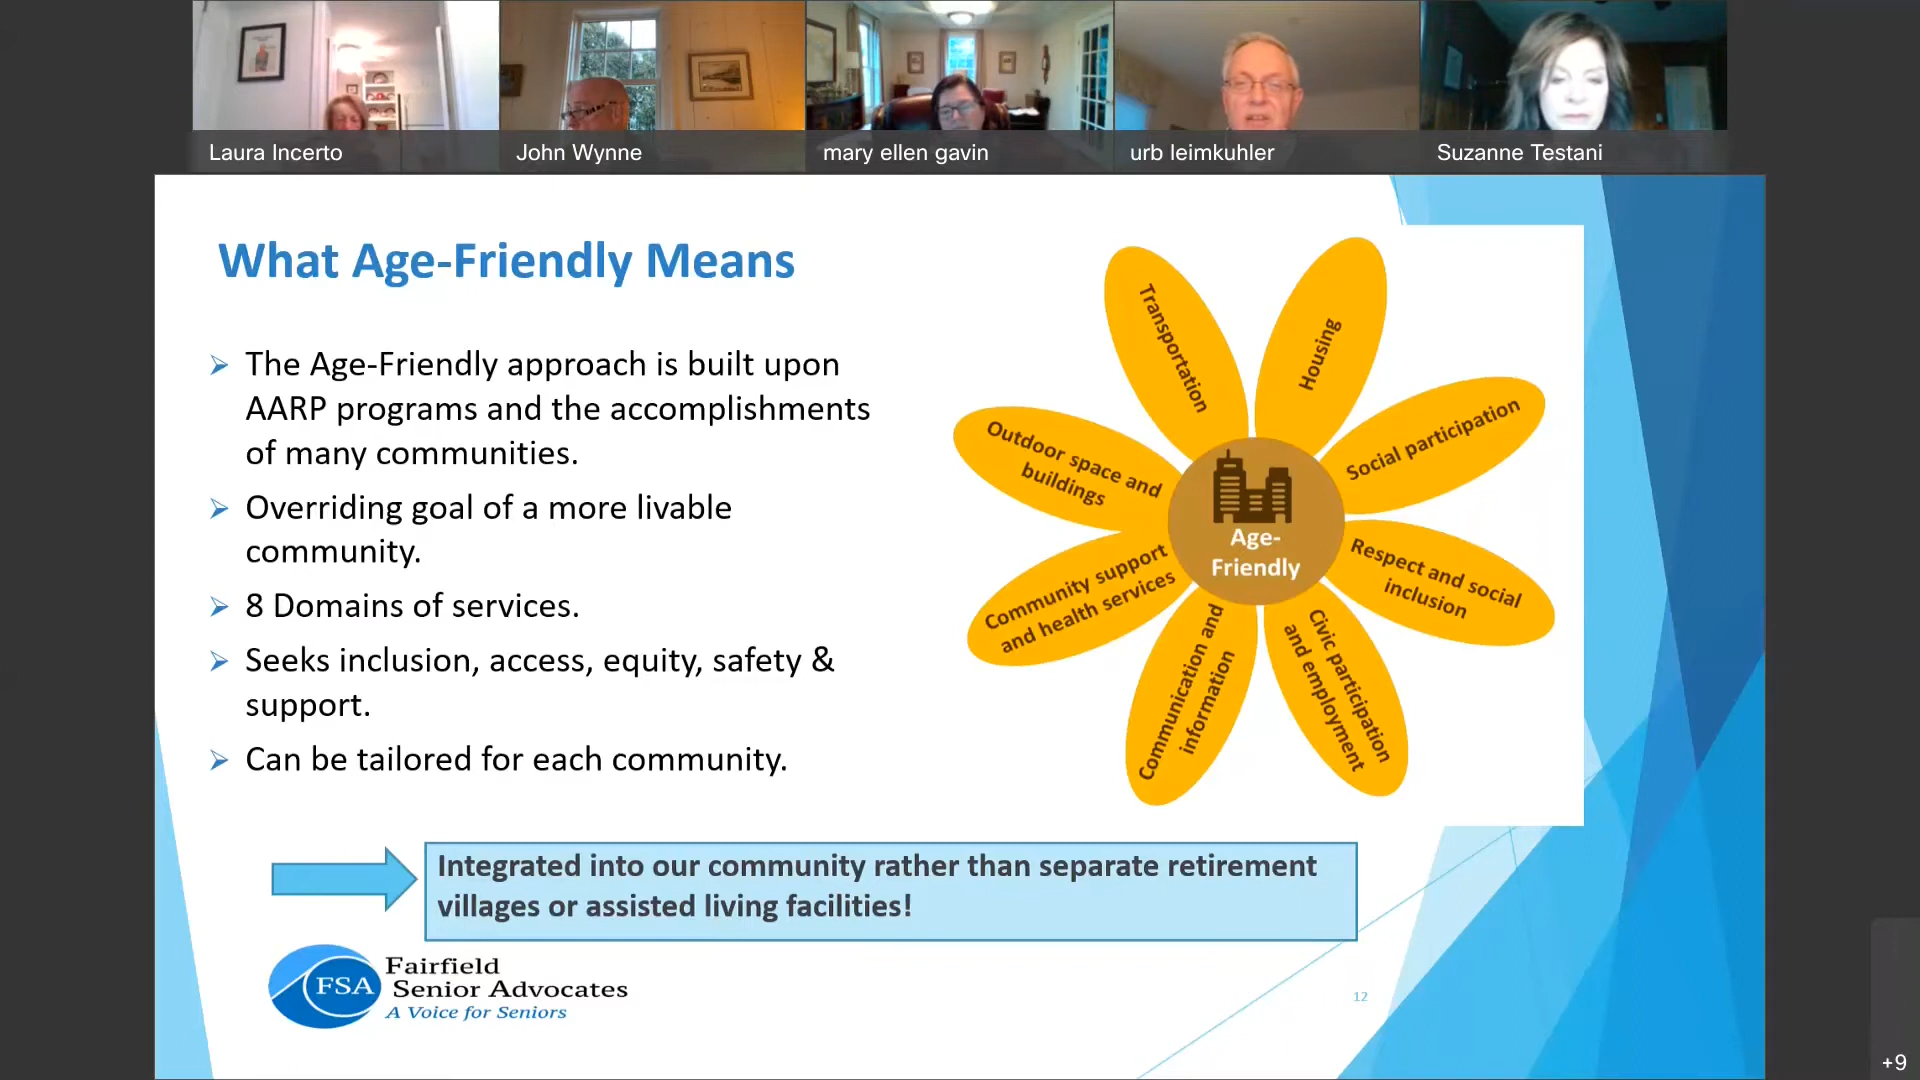 Laura Incerto
John Wynne
mary ellen gavin
urb leimkuhler
Suzanne Testani
What Age-Friendly Means
The Age-Friendly approach is built upon
AARP programs and the accomplishments
of many communities.
Overriding goal of a more livable
community.
8 Domains of services.
Seeks inclusion, access, equity, safety &
support.
Can be tailored for each community.
Transportation
Housing
Social participation
Respect and social
inclusion
Civic participation
and employment
Communication and
information
Community support
and health services
Outdoor space and
buildings
Age-
Friendly
Integrated into our community rather than separate retirement
villages or assisted living facilities!
FSA
Fairfield
Senior Advocates
A Voice for Seniors
12
+9